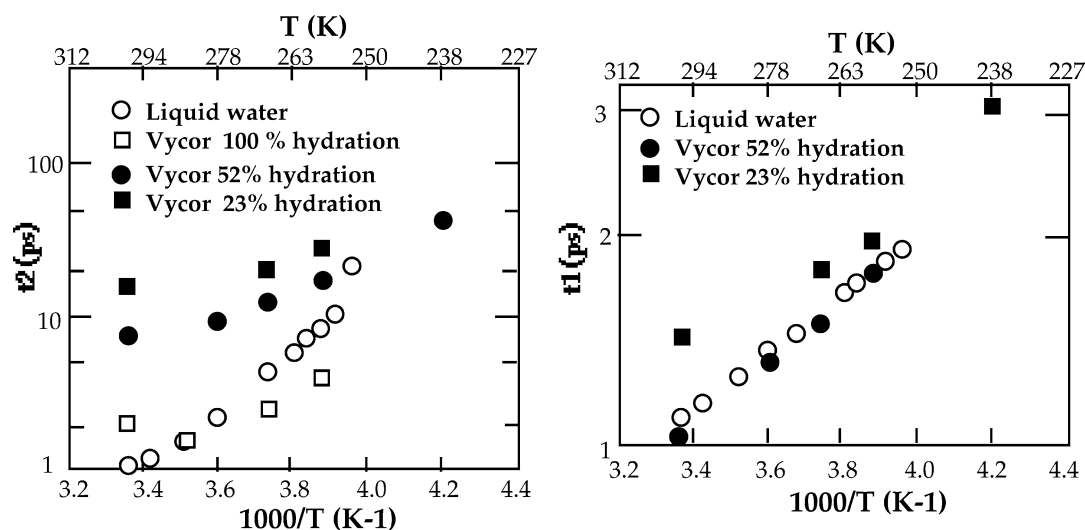 T (K)
312 294 278 263 250 238 227
Liquid water
Vycor 100 % hydration
Vycor 52% hydration
Vycor 23% hydration
100
10
1
t2 (ps)
3.2 3.4 3.6 3.8 4.0 4.2 4.4
1000/T (K-1)
T (K)
312 294 278 263 250 238 227
Liquid water
Vycor 52% hydration
Vycor 23% hydration
3
2
1
t1 (ps)
3.2 3.4 3.6 3.8 4.0 4.2 4.4
1000/T (K-1)